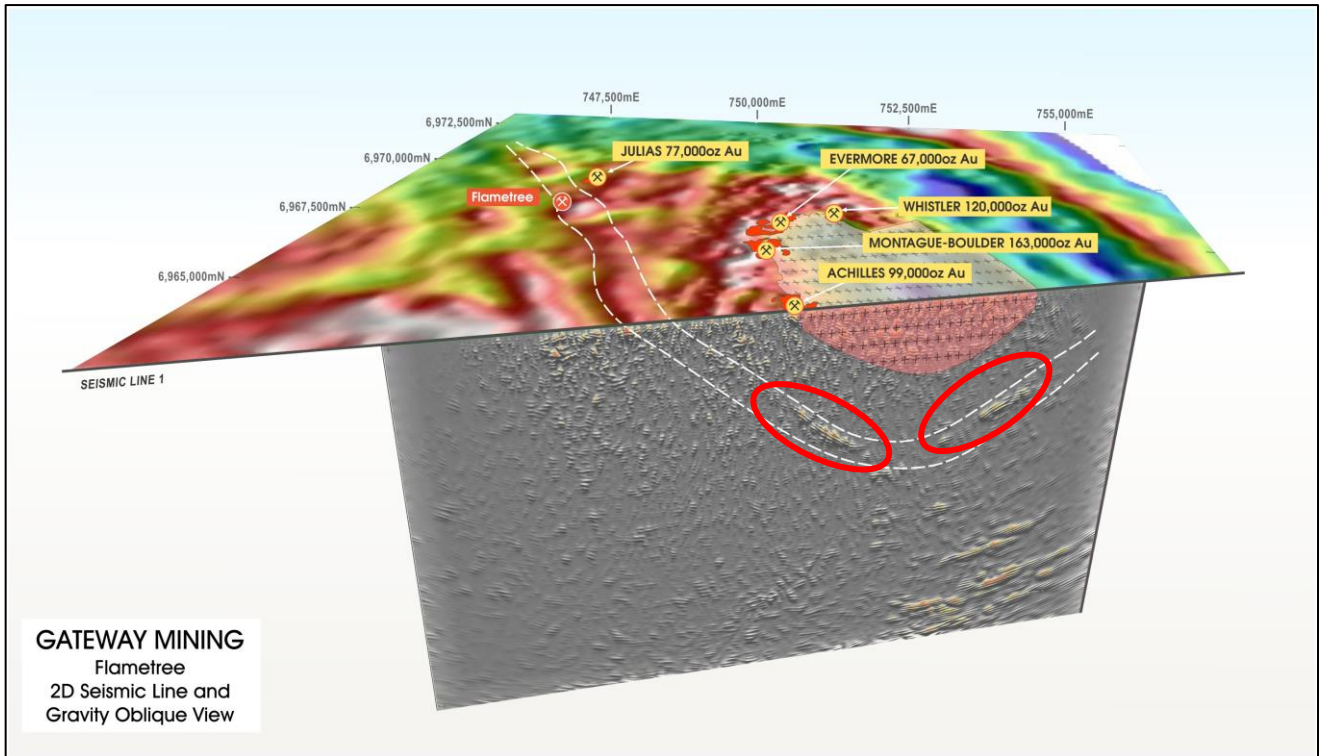 747,500mE
750,000mE
752,500mE
755,000mE
6,972,500mN
6,970,000mN
6,967,500mN
6,965,000mN
JULIAS 77,000oz Au
EVERMORE 67,000oz Au
Flametree
WHISTLER 120,000oz Au
MONTAGUE-BOULDER 163,000oz Au
ACHILLES 99,000oz Au
SEISMIC LINE 1
GATEWAY MINING
Flametree
2D Seismic Line and
Gravity Oblique View